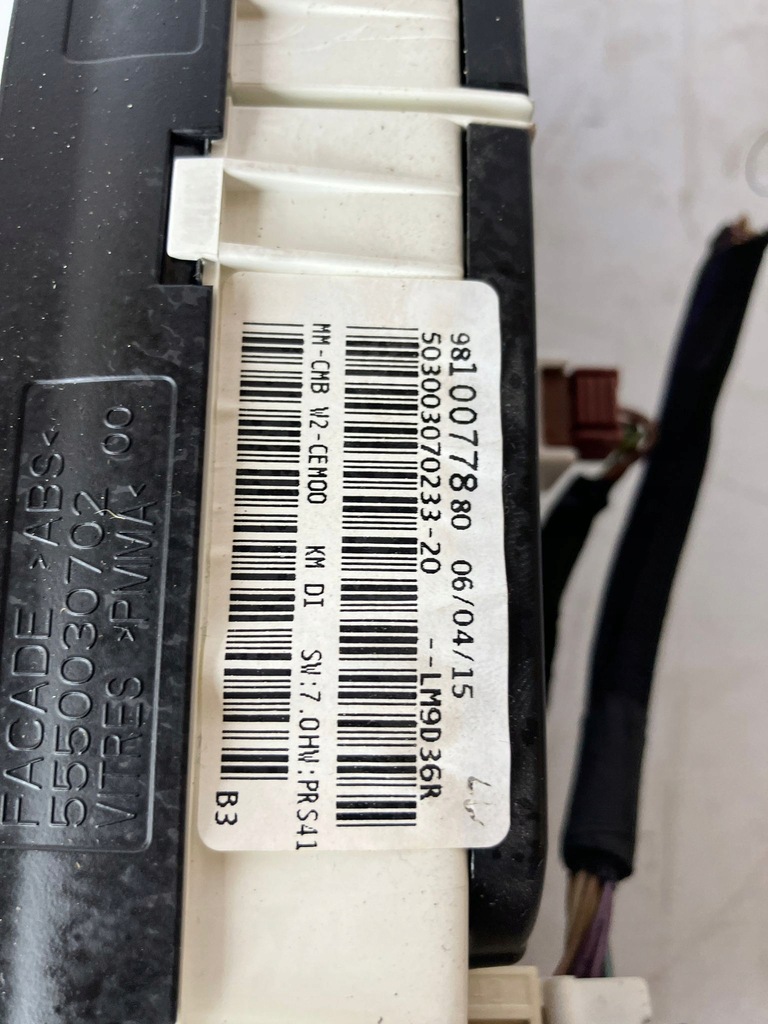 9810077880 06/04/15
503003070233-20 --LM9D36R
MM-CMB W2-CEM00 KM DI SW:7.0HW:PRS41
B3
FACADE >ABS<
5550030702 00
VITRES >PMMA<